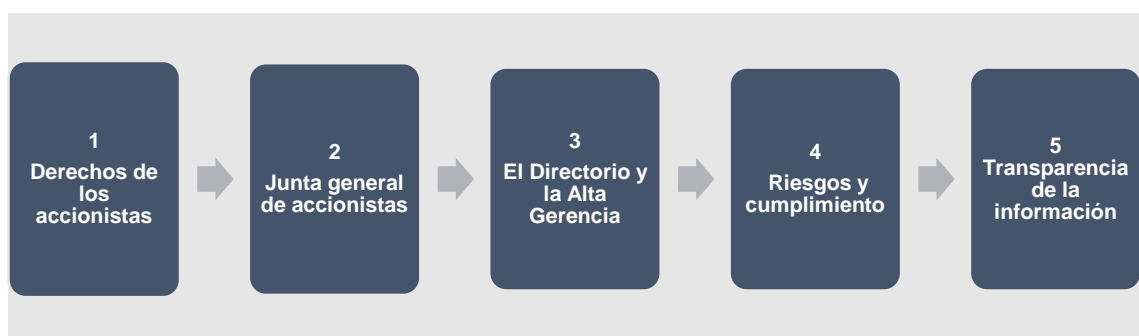 1
Derechos de
los
accionistas
2
Junta general
de accionistas
3
El Directorio y
la Alta
Gerencia
4
Riesgos y
cumplimiento
5
Transparencia
de la
información